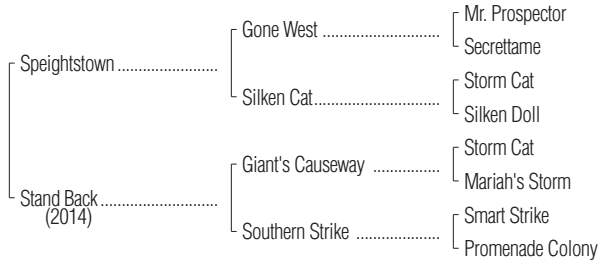 Mr. Prospector
Gone West ........................
Secrettame
Speightstown ....................
Storm Cat
Silken Cat.........................
Silken Doll
Storm Cat
Giant's Causeway .............
Mariah's Storm
Stand Back .......................
(2014)
Smart Strike
Southern Strike ................
Promenade Colony